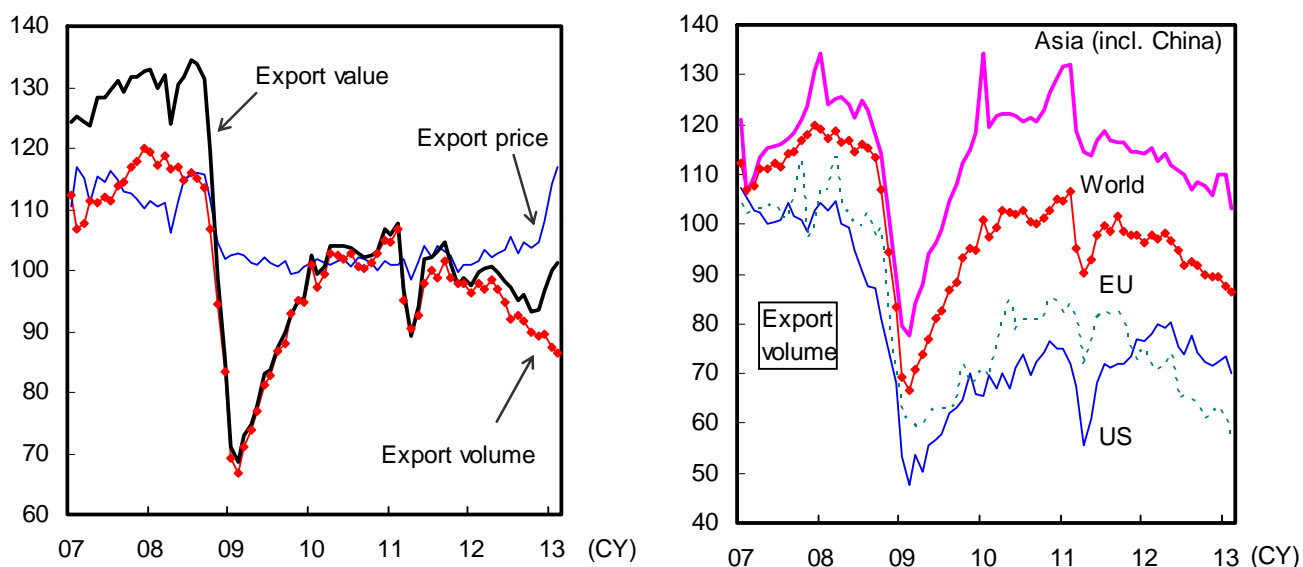 140
130
120
110
100
90
80
70
60
07 08 09 10 11 12 13 (CY)
Export value
Export price
Export volume
140
130
120
110
100
90
80
70
60
50
40
07 08 09 10 11 12 13 (CY)
Asia (incl. China)
World
EU
Export
volume
US